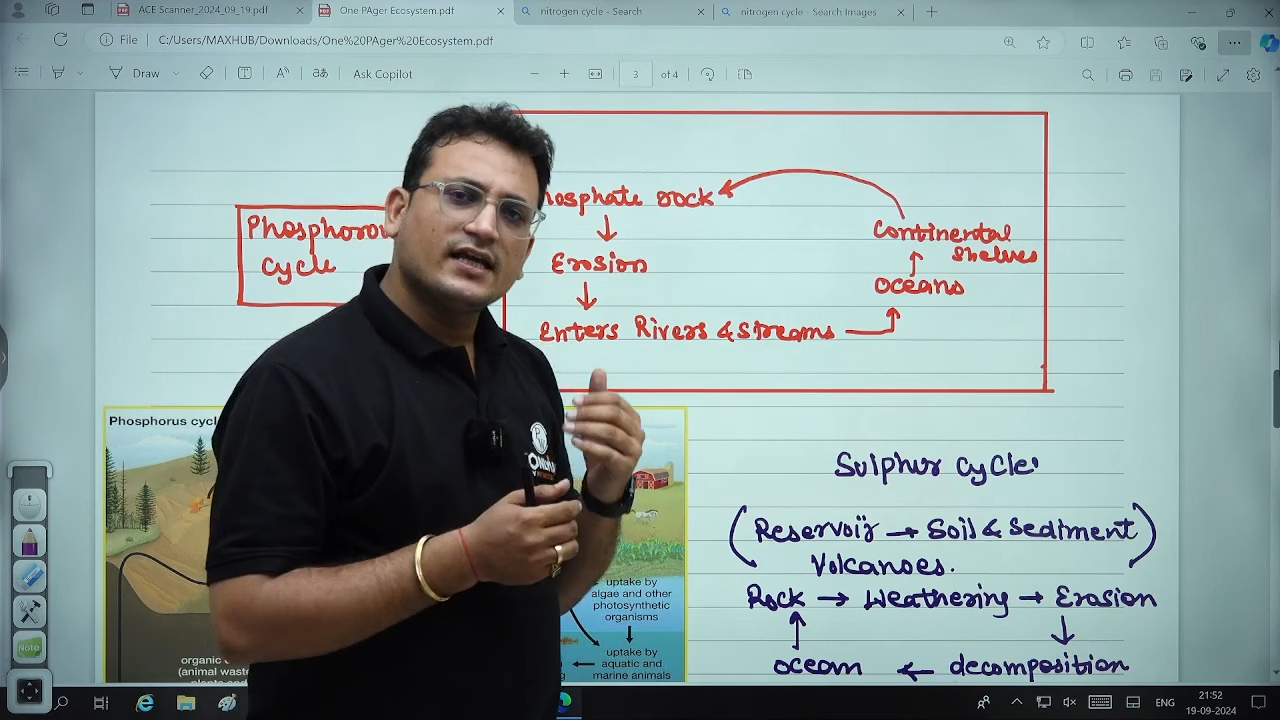 ACE Scanner_2024_09_19.pdf
One PAger Ecosystem.pdf
nitrogen cycle - Search
nitrogen cycle - Search Images
File
C:/Users/MAXHUB/Downloads/One%20PAger%20Ecosystem.pdf
Draw
Ask Copilot
3
of 4
hosphate rock
Continental
Shelves
Phosphorou
Cycle
Erosion
Oceans
Enters Rivers & Streams
Phosphorus cycl
Sulphur cycle
(Reservoir → Soil & Sediment)
Volcanoes.
Rock → Weathering → Erosion
ocean ← decomposition
uptake by
algae and other
photosynthetic
organisms
uptake by
aquatic and
marine animals
organic
(animal waste
Note
ENG
21:52
19-09-2024